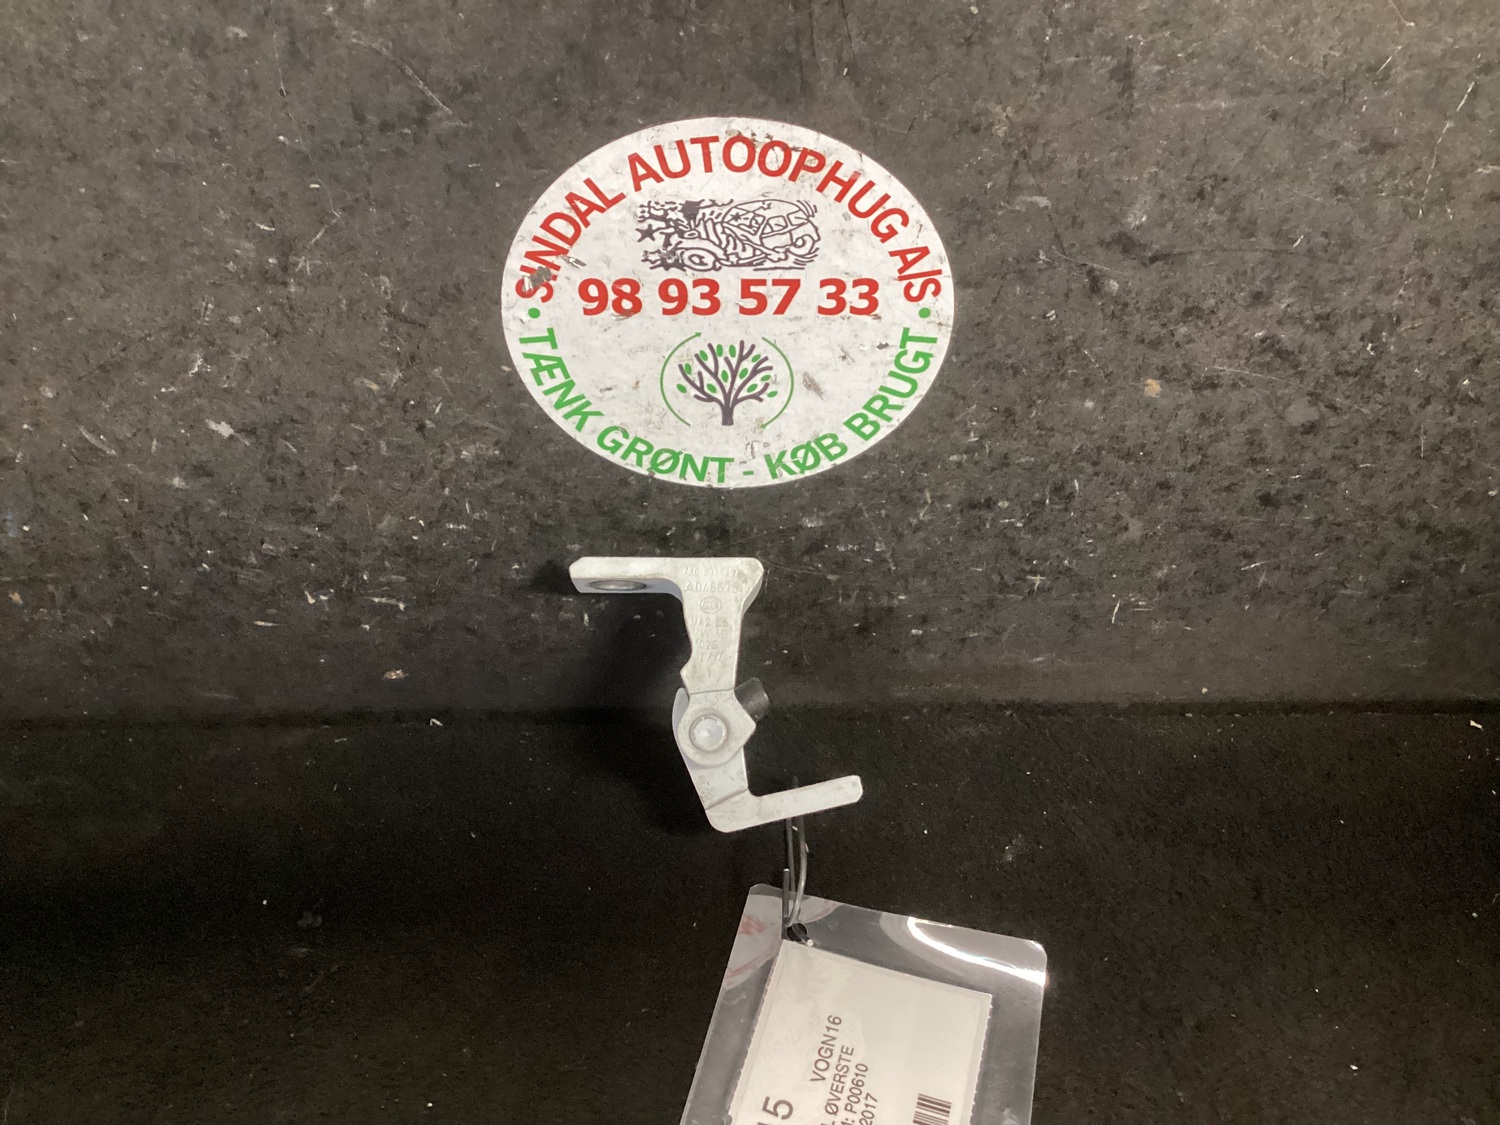 SINDAL AUTOOPHUG A/S
98 93 57 33
• TÆNK GRØNT - KØB BRUGT •
VOGN16
ØVERSTE
P00610
2017